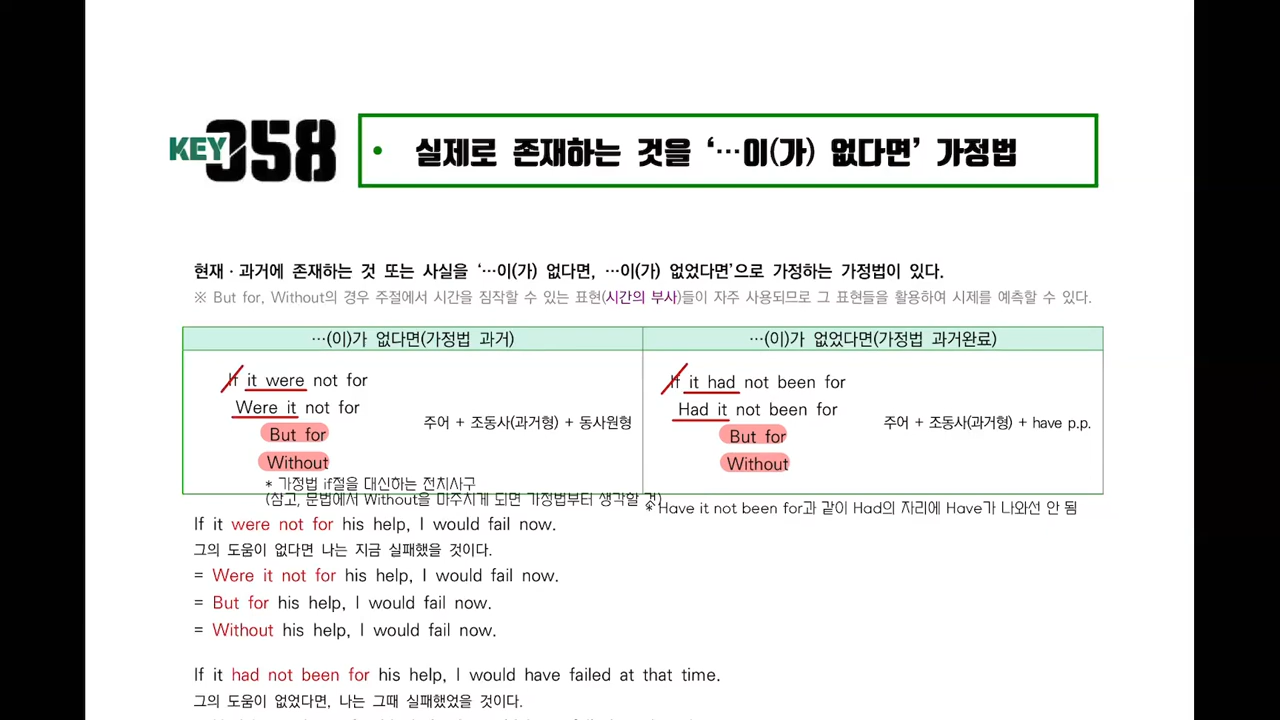 KEY 058
• 실제로 존재하는 것을 ‘…이(가) 없다면’ 가정법
현재 · 과거에 존재하는 것 또는 사실을 ‘…이(가) 없다면, …이(가) 없었다면’으로 가정하는 가정법이 있다.
※ But for, Without의 경우 주절에서 시간을 짐작할 수 있는 표현(시간의 부사)들이 자주 사용되므로 그 표현들을 활용하여 시제를 예측할 수 있다.
…(이)가 없다면(가정법 과거)
If it were not for
Were it not for
But for
Without
주어 + 조동사(과거형) + 동사원형
* 가정법 if절을 대신하는 전치사구
(참고, 문법에서 Without을 마주치게 되면 가정법부터 생각할 것)
…(이)가 없었다면(가정법 과거완료)
If it had not been for
Had it not been for
But for
Without
주어 + 조동사(과거형) + have p.p.
* Have it not been for과 같이 Had의 자리에 Have가 나와선 안 됨
If it were not for his help, I would fail now.
그의 도움이 없다면 나는 지금 실패했을 것이다.
= Were it not for his help, I would fail now.
= But for his help, I would fail now.
= Without his help, I would fail now.
If it had not been for his help, I would have failed at that time.
그의 도움이 없었다면, 나는 그때 실패했었을 것이다.